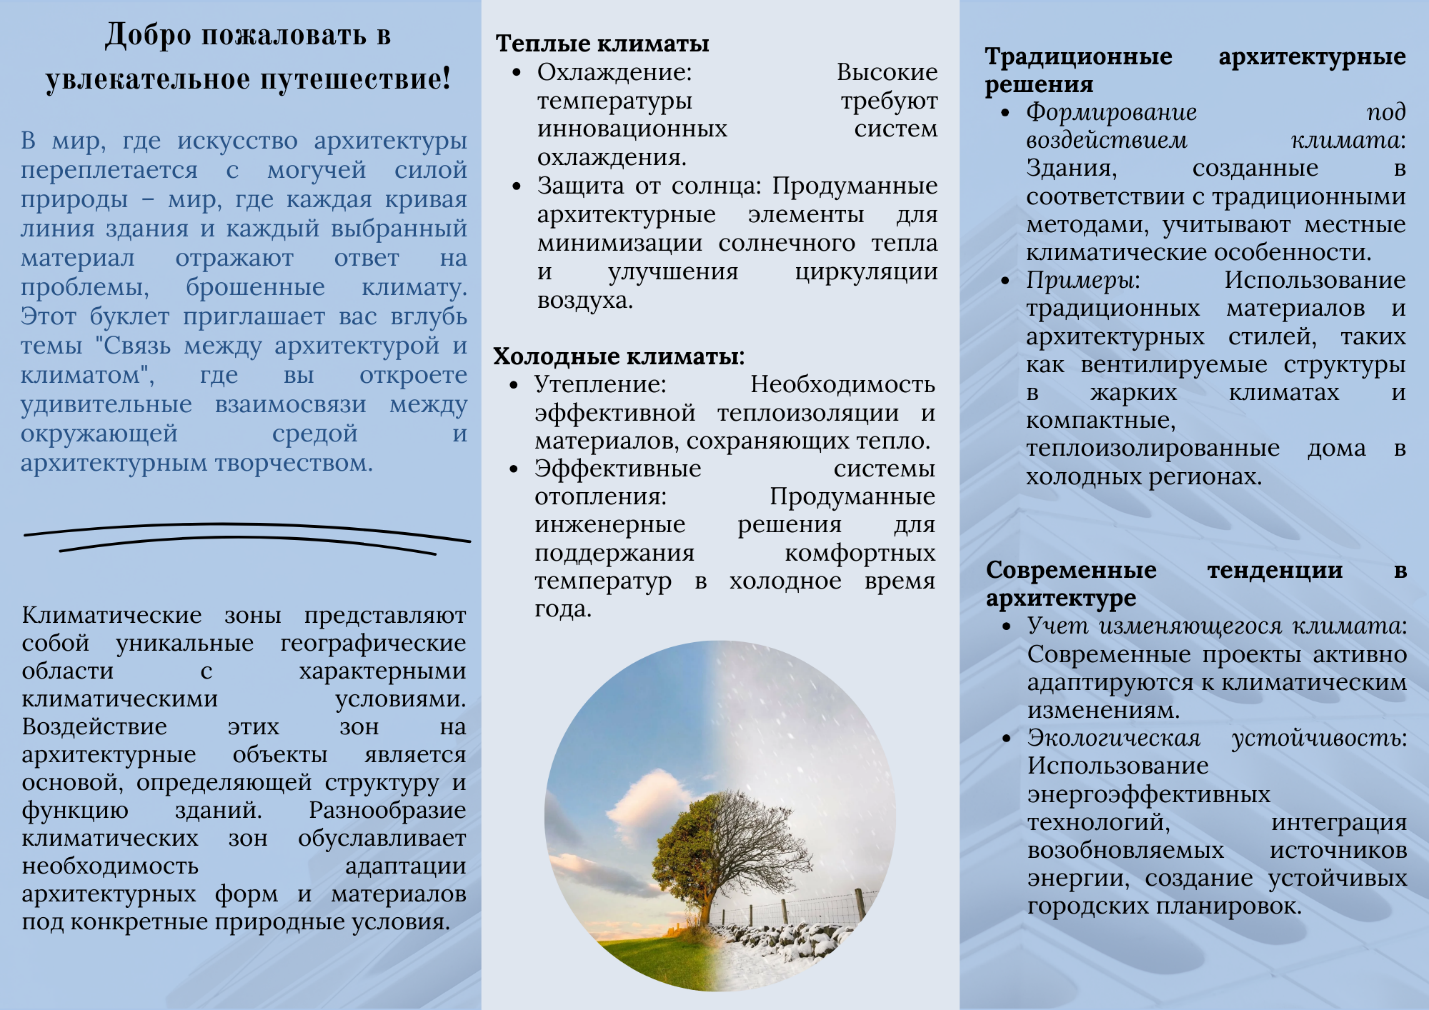 Добро пожаловать в
увлекательное путешествие!
В мир, где искусство архитектуры
переплетается с могучей силой
природы – мир, где каждая кривая
линия здания и каждый выбранный
материал отражают ответ на
проблемы, брошенные климату.
Этот буклет приглашает вас вглубь
темы "Связь между архитектурой и
климатом", где вы откроете
удивительные взаимосвязи между
окружающей средой и
архитектурным творчеством.
Климатические зоны представляют
собой уникальные географические
области с характерными
климатическими условиями.
Воздействие этих зон на
архитектурные объекты является
основой, определяющей структуру и
функцию зданий. Разнообразие
климатических зон обуславливает
необходимость адаптации
архитектурных форм и материалов
под конкретные природные условия.
Теплые климаты
• Охлаждение: Высокие
температуры требуют
инновационных систем
охлаждения.
• Защита от солнца: Продуманные
архитектурные элементы для
минимизации солнечного тепла
и улучшения циркуляции
воздуха.
Холодные климаты:
• Утепление: Необходимость
эффективной теплоизоляции и
материалов, сохраняющих тепло.
• Эффективные системы
отопления: Продуманные
инженерные решения для
поддержания комфортных
температур в холодное время
года.
Традиционные архитектурные
решения
• Формирование под
воздействием климата:
Здания, созданные в
соответствии с традиционными
методами, учитывают местные
климатические особенности.
• Примеры: Использование
традиционных материалов и
архитектурных стилей, таких
как вентилируемые структуры
в жарких климатах и
компактные,
теплоизолированные дома в
холодных регионах.
Современные тенденции в
архитектуре
• Учет изменяющегося климата:
Современные проекты активно
адаптируются к климатическим
изменениям.
• Экологическая устойчивость:
Использование
энергоэффективных
технологий, интеграция
возобновляемых источников
энергии, создание устойчивых
городских планировок.